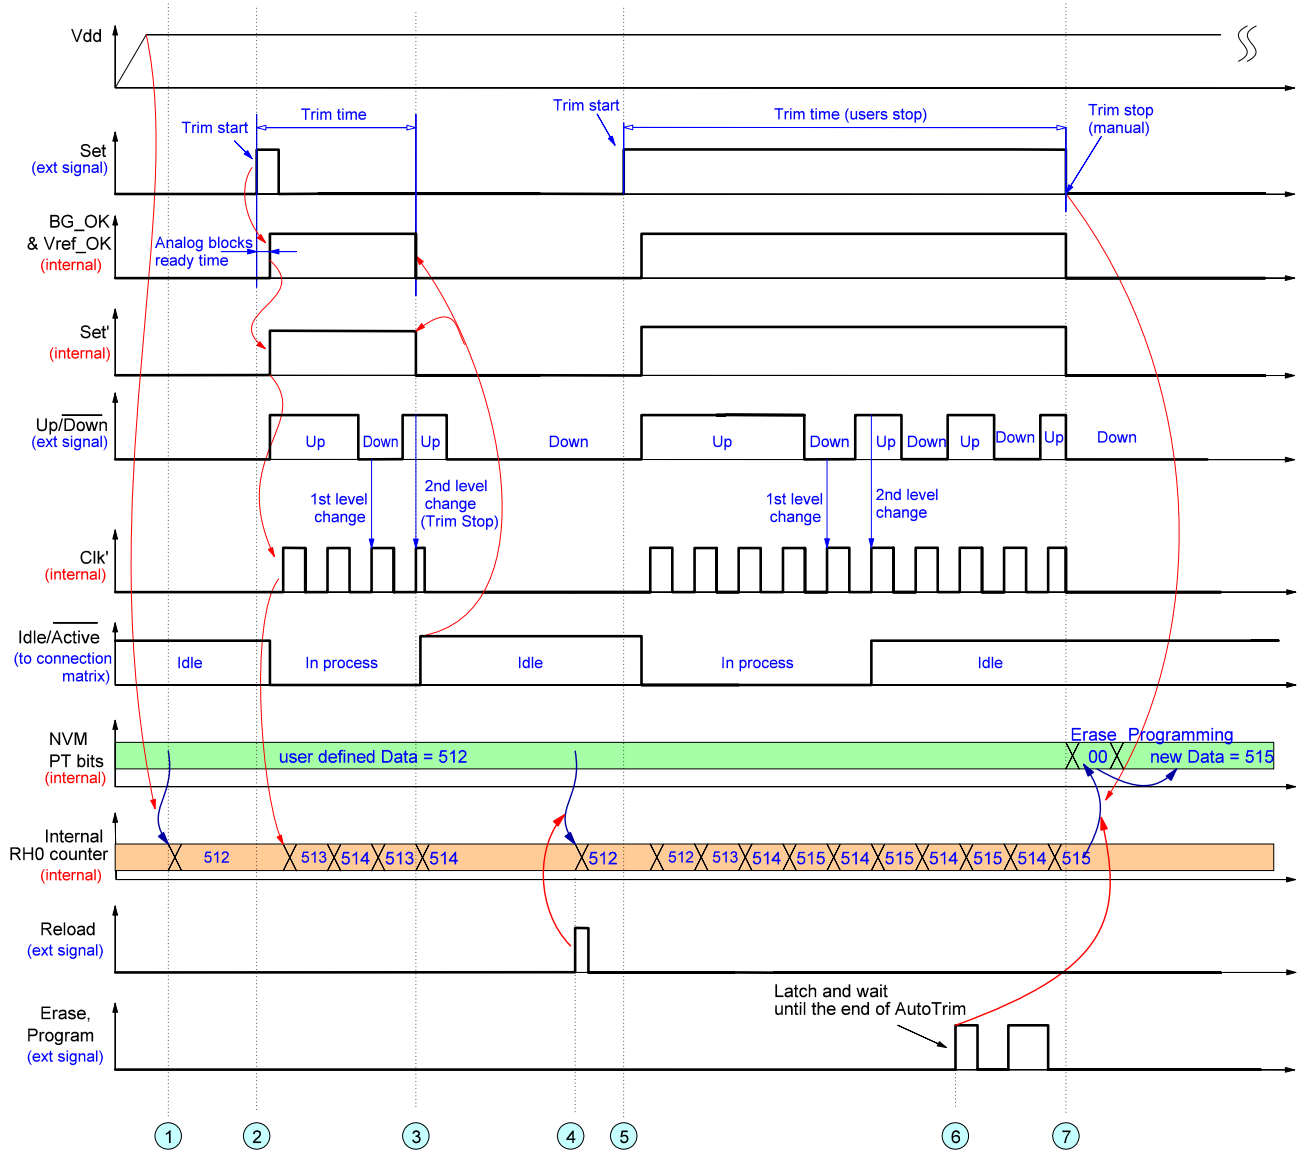 Vdd
Trim start
Trim time
Trim start
Trim time (users stop)
Trim stop
(manual)
Set
(ext signal)
BG_OK
& Vref_OK
(internal)
Analog blocks
ready time
Set'
(internal)
Up/Down
(ext signal)
Up
Down
Up
Down
Up
Down
Up
Down
Up
Down
Up
Down
1st level
change
2nd level
change
(Trim Stop)
1st level
change
2nd level
change
Clk'
(internal)
Idle/Active
(to connection
matrix)
Idle
In process
Idle
In process
Idle
NVM
PT bits
(internal)
user defined Data = 512
Erase
Programming
00
new Data = 515
Internal
RH0 counter
(internal)
512
513
514
513
514
512
512
513
514
515
514
515
514
515
514
515
Reload
(ext signal)
Latch and wait
until the end of AutoTrim
Erase,
Program
(ext signal)
1
2
3
4
5
6
7